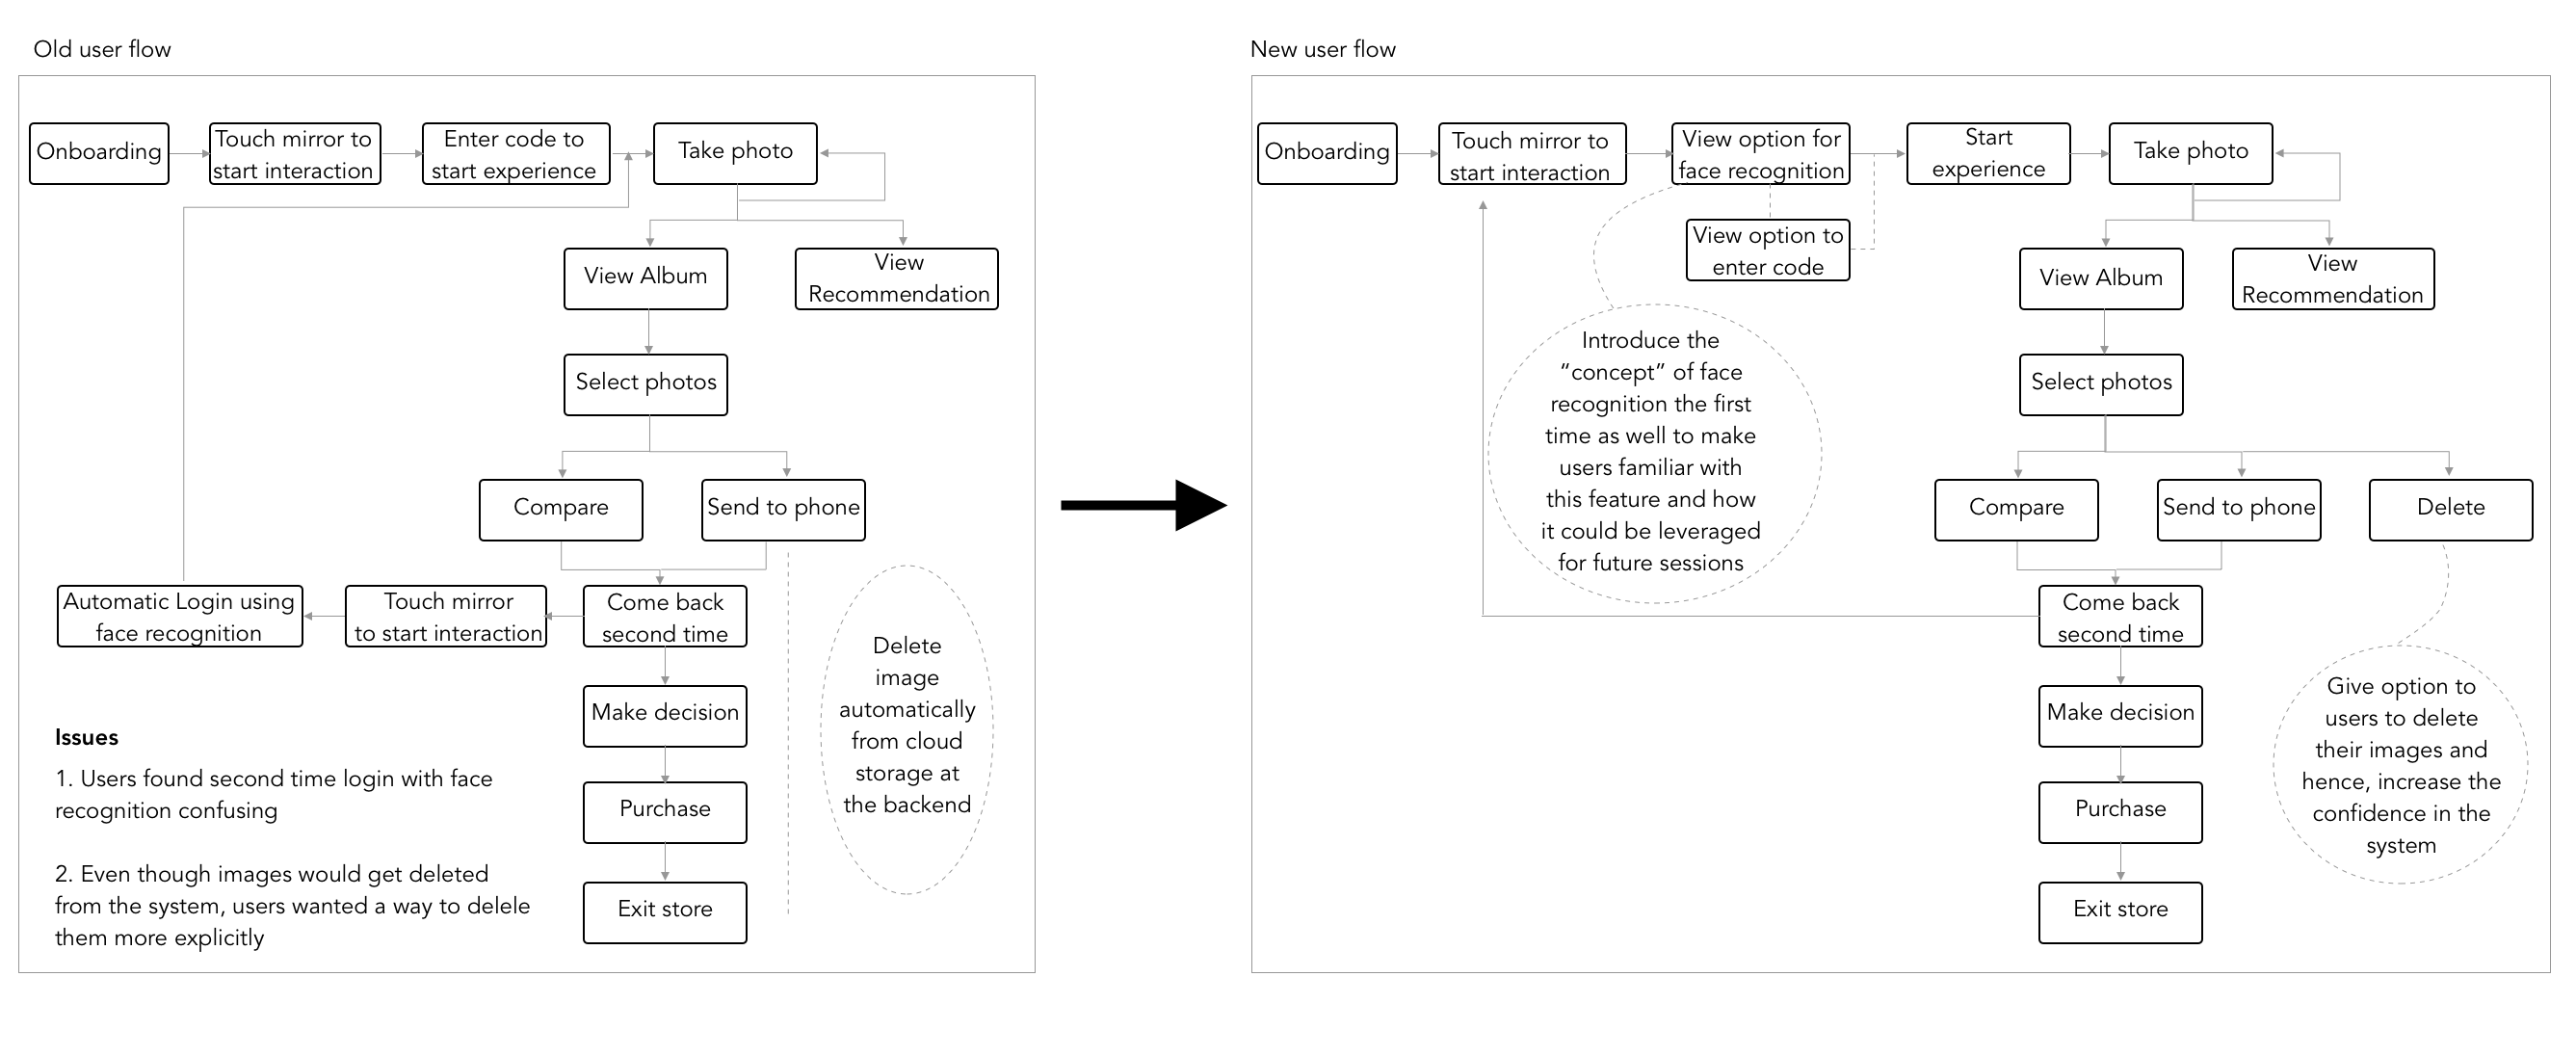 Old user flow
Onboarding
Touch mirror to
start interaction
Enter code to
start experience
Take photo
View Album
View
Recommendation
Select photos
Compare
Send to phone
Automatic Login using
face recognition
Touch mirror
to start interaction
Come back
second time
Make decision
Purchase
Exit store
Delete
image
automatically
from cloud
storage at
the backend
Issues
1. Users found second time login with face
recognition confusing
2. Even though images would get deleted
from the system, users wanted a way to delele
them more explicitly
New user flow
Onboarding
Touch mirror to
start interaction
View option for
face recognition
Start
experience
Take photo
View option to
enter code
View Album
View
Recommendation
Introduce the
“concept” of face
recognition the first
time as well to make
users familiar with
this feature and how
it could be leveraged
for future sessions
Select photos
Compare
Send to phone
Delete
Come back
second time
Make decision
Purchase
Exit store
Give option to
users to delete
their images and
hence, increase the
confidence in the
system